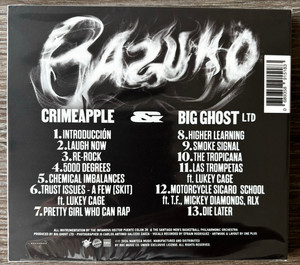 BAZUKO
CRIMEAPPLE & BIG GHOST LTD
1. INTRODUCCIÓN
2. LAUGH NOW
3. RE-ROCK
4. 5000 DEGREES
5. CHEMICAL IMBALANCES
6. TRUST ISSUES - A FEW (SKIT)
ft. LUKEY CAGE
7. PRETTY GIRL WHO CAN RAP
8. HIGHER LEARNING
9. SMOKE SIGNAL
10. THE TROPICANA
11. LAS TROMPETAS
ft. LUKEY CAGE
12. MOTORCYCLE SICARIO SCHOOL
ft. T.F., MICKEY DIAMONDS, RLX
13. DIE LATER